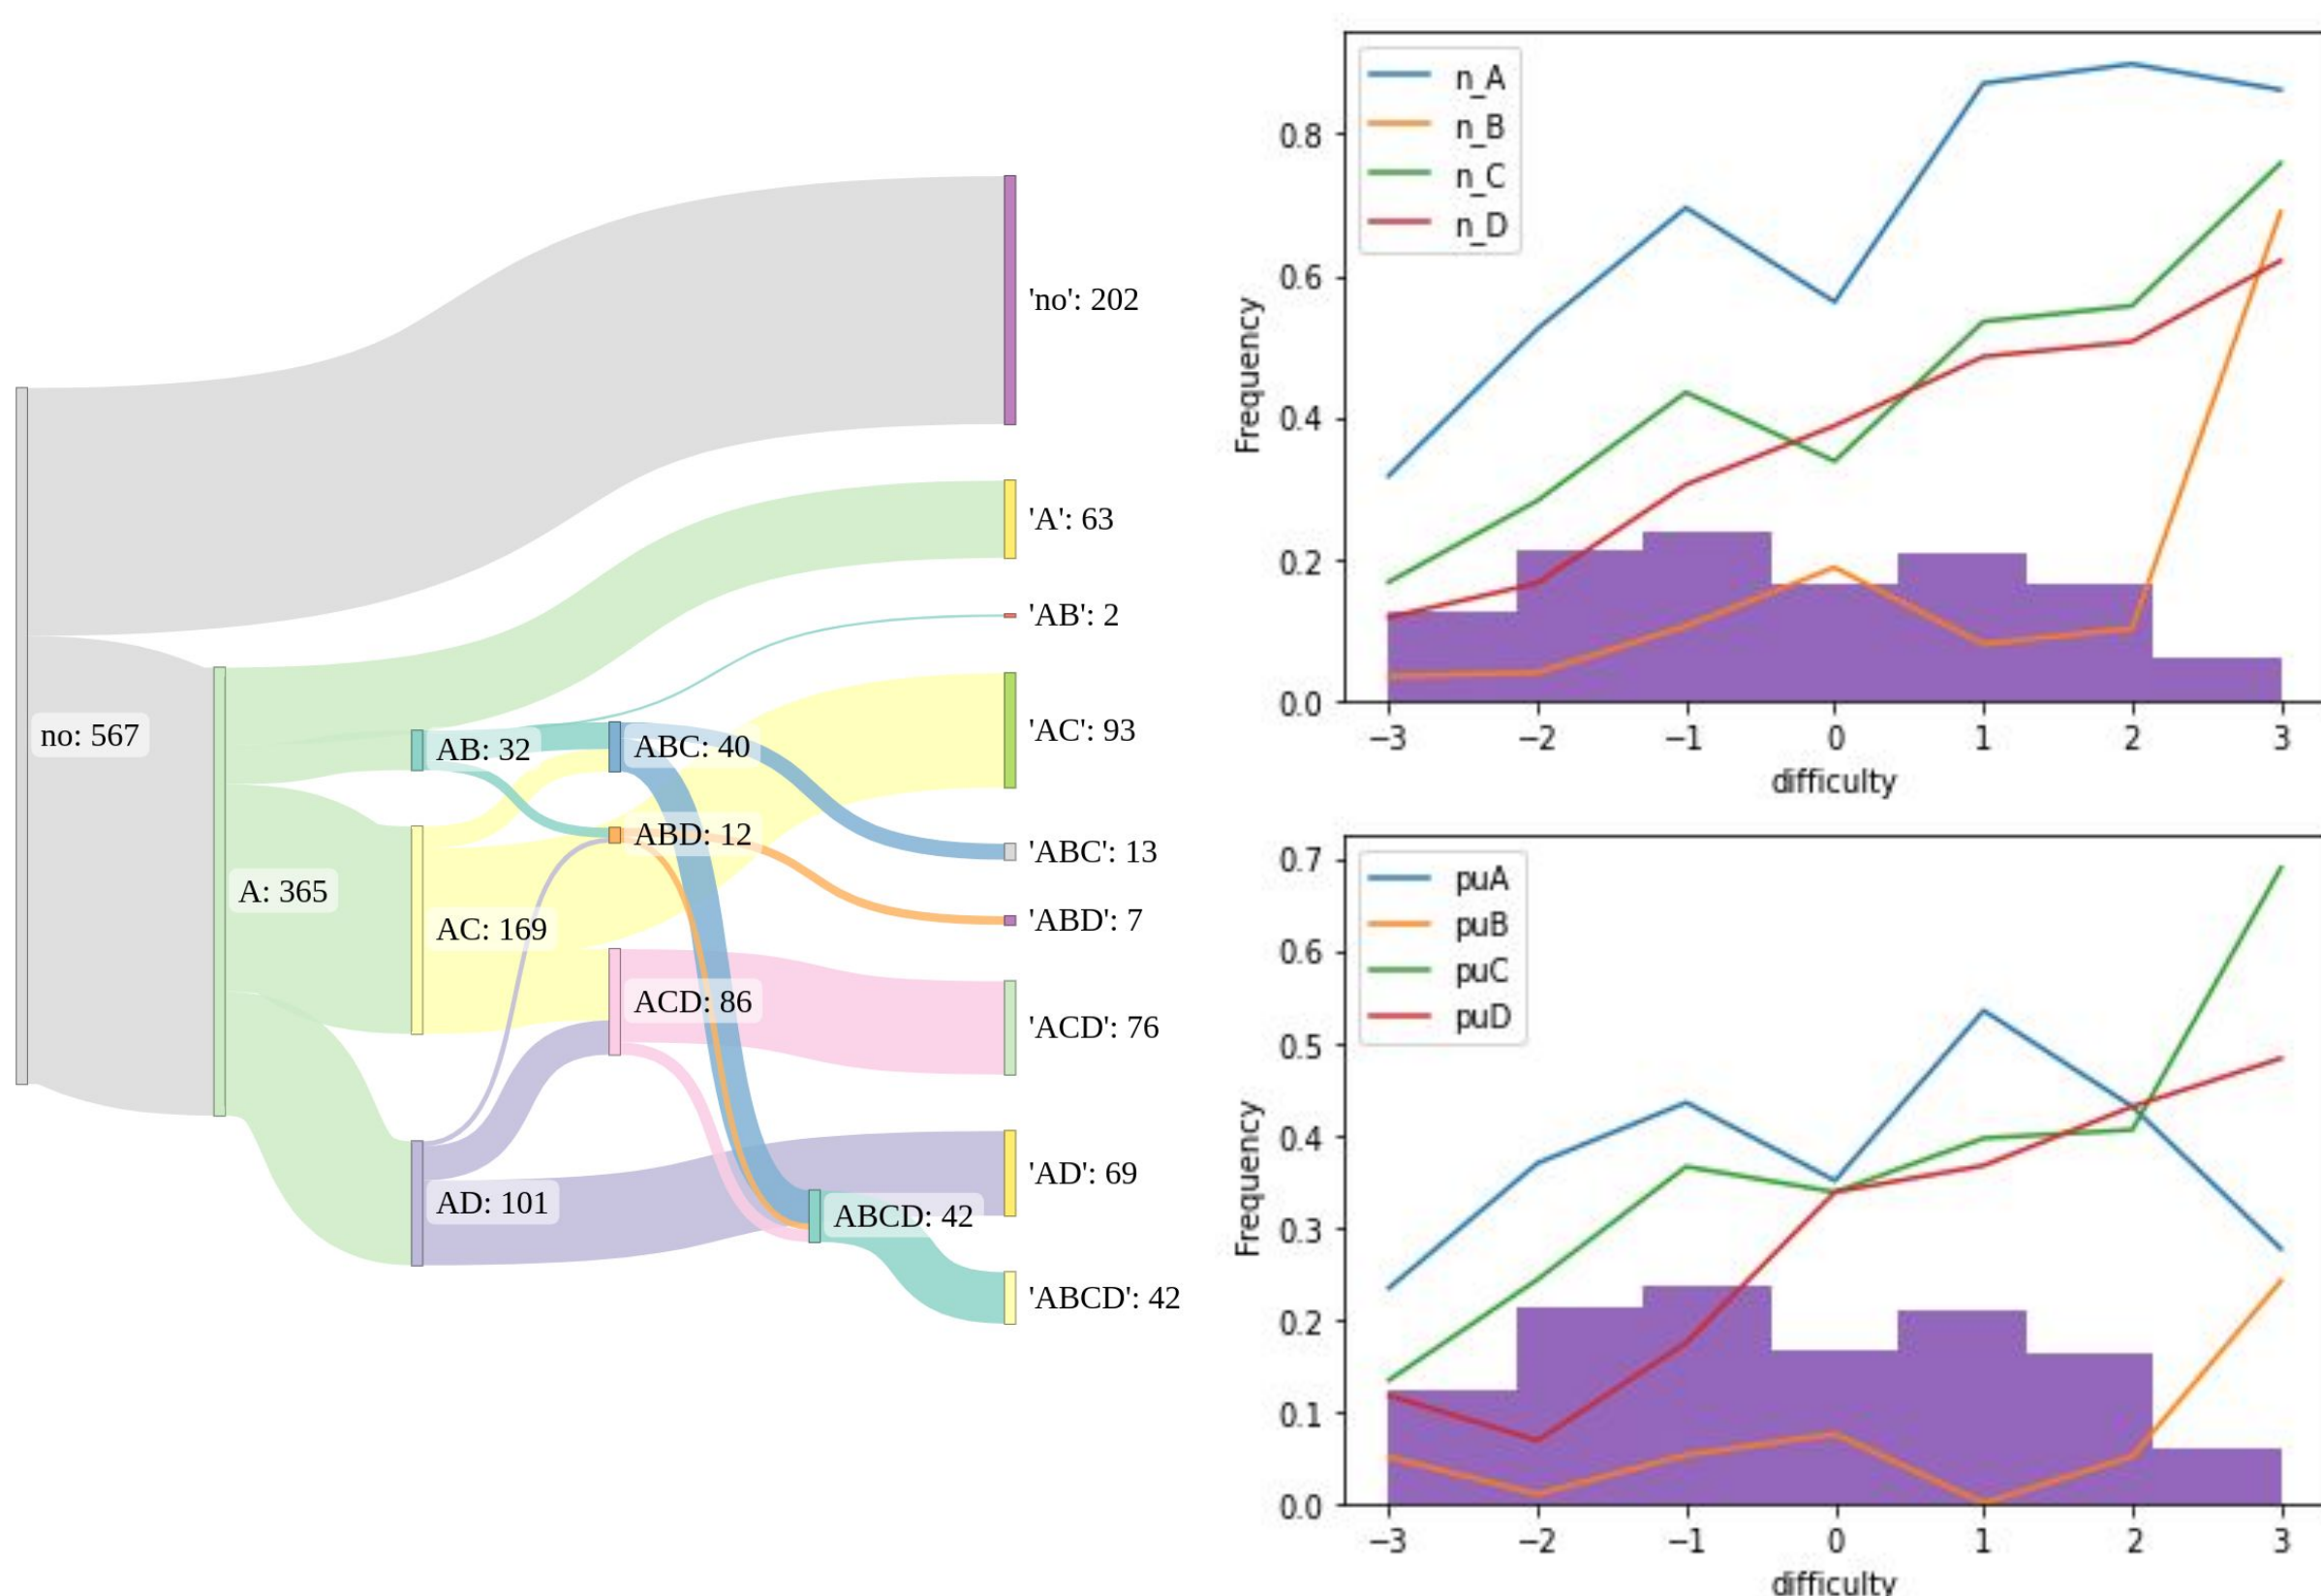 no: 567
A: 365
AB: 32
AC: 169
AD: 101
ABC: 40
ABD: 12
ACD: 86
ABCD: 42
'no': 202
'A': 63
'AB': 2
'AC': 93
'ABC': 13
'ABD': 7
'ACD': 76
'AD': 69
'ABCD': 42
n_A
n_B
n_C
n_D
Frequency
0.8
0.6
0.4
0.2
0.0
−3 −2 −1 0 1 2 3
difficulty
puA
puB
puC
puD
Frequency
0.7
0.6
0.5
0.4
0.3
0.2
0.1
0.0
−3 −2 −1 0 1 2 3
difficulty